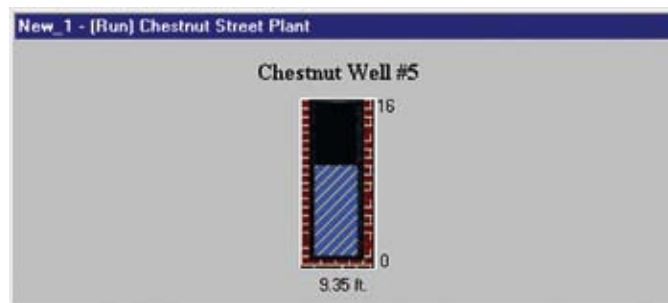 New_1 - (Run) Chestnut Street Plant
Chestnut Well #5
16
0
9.35 ft.